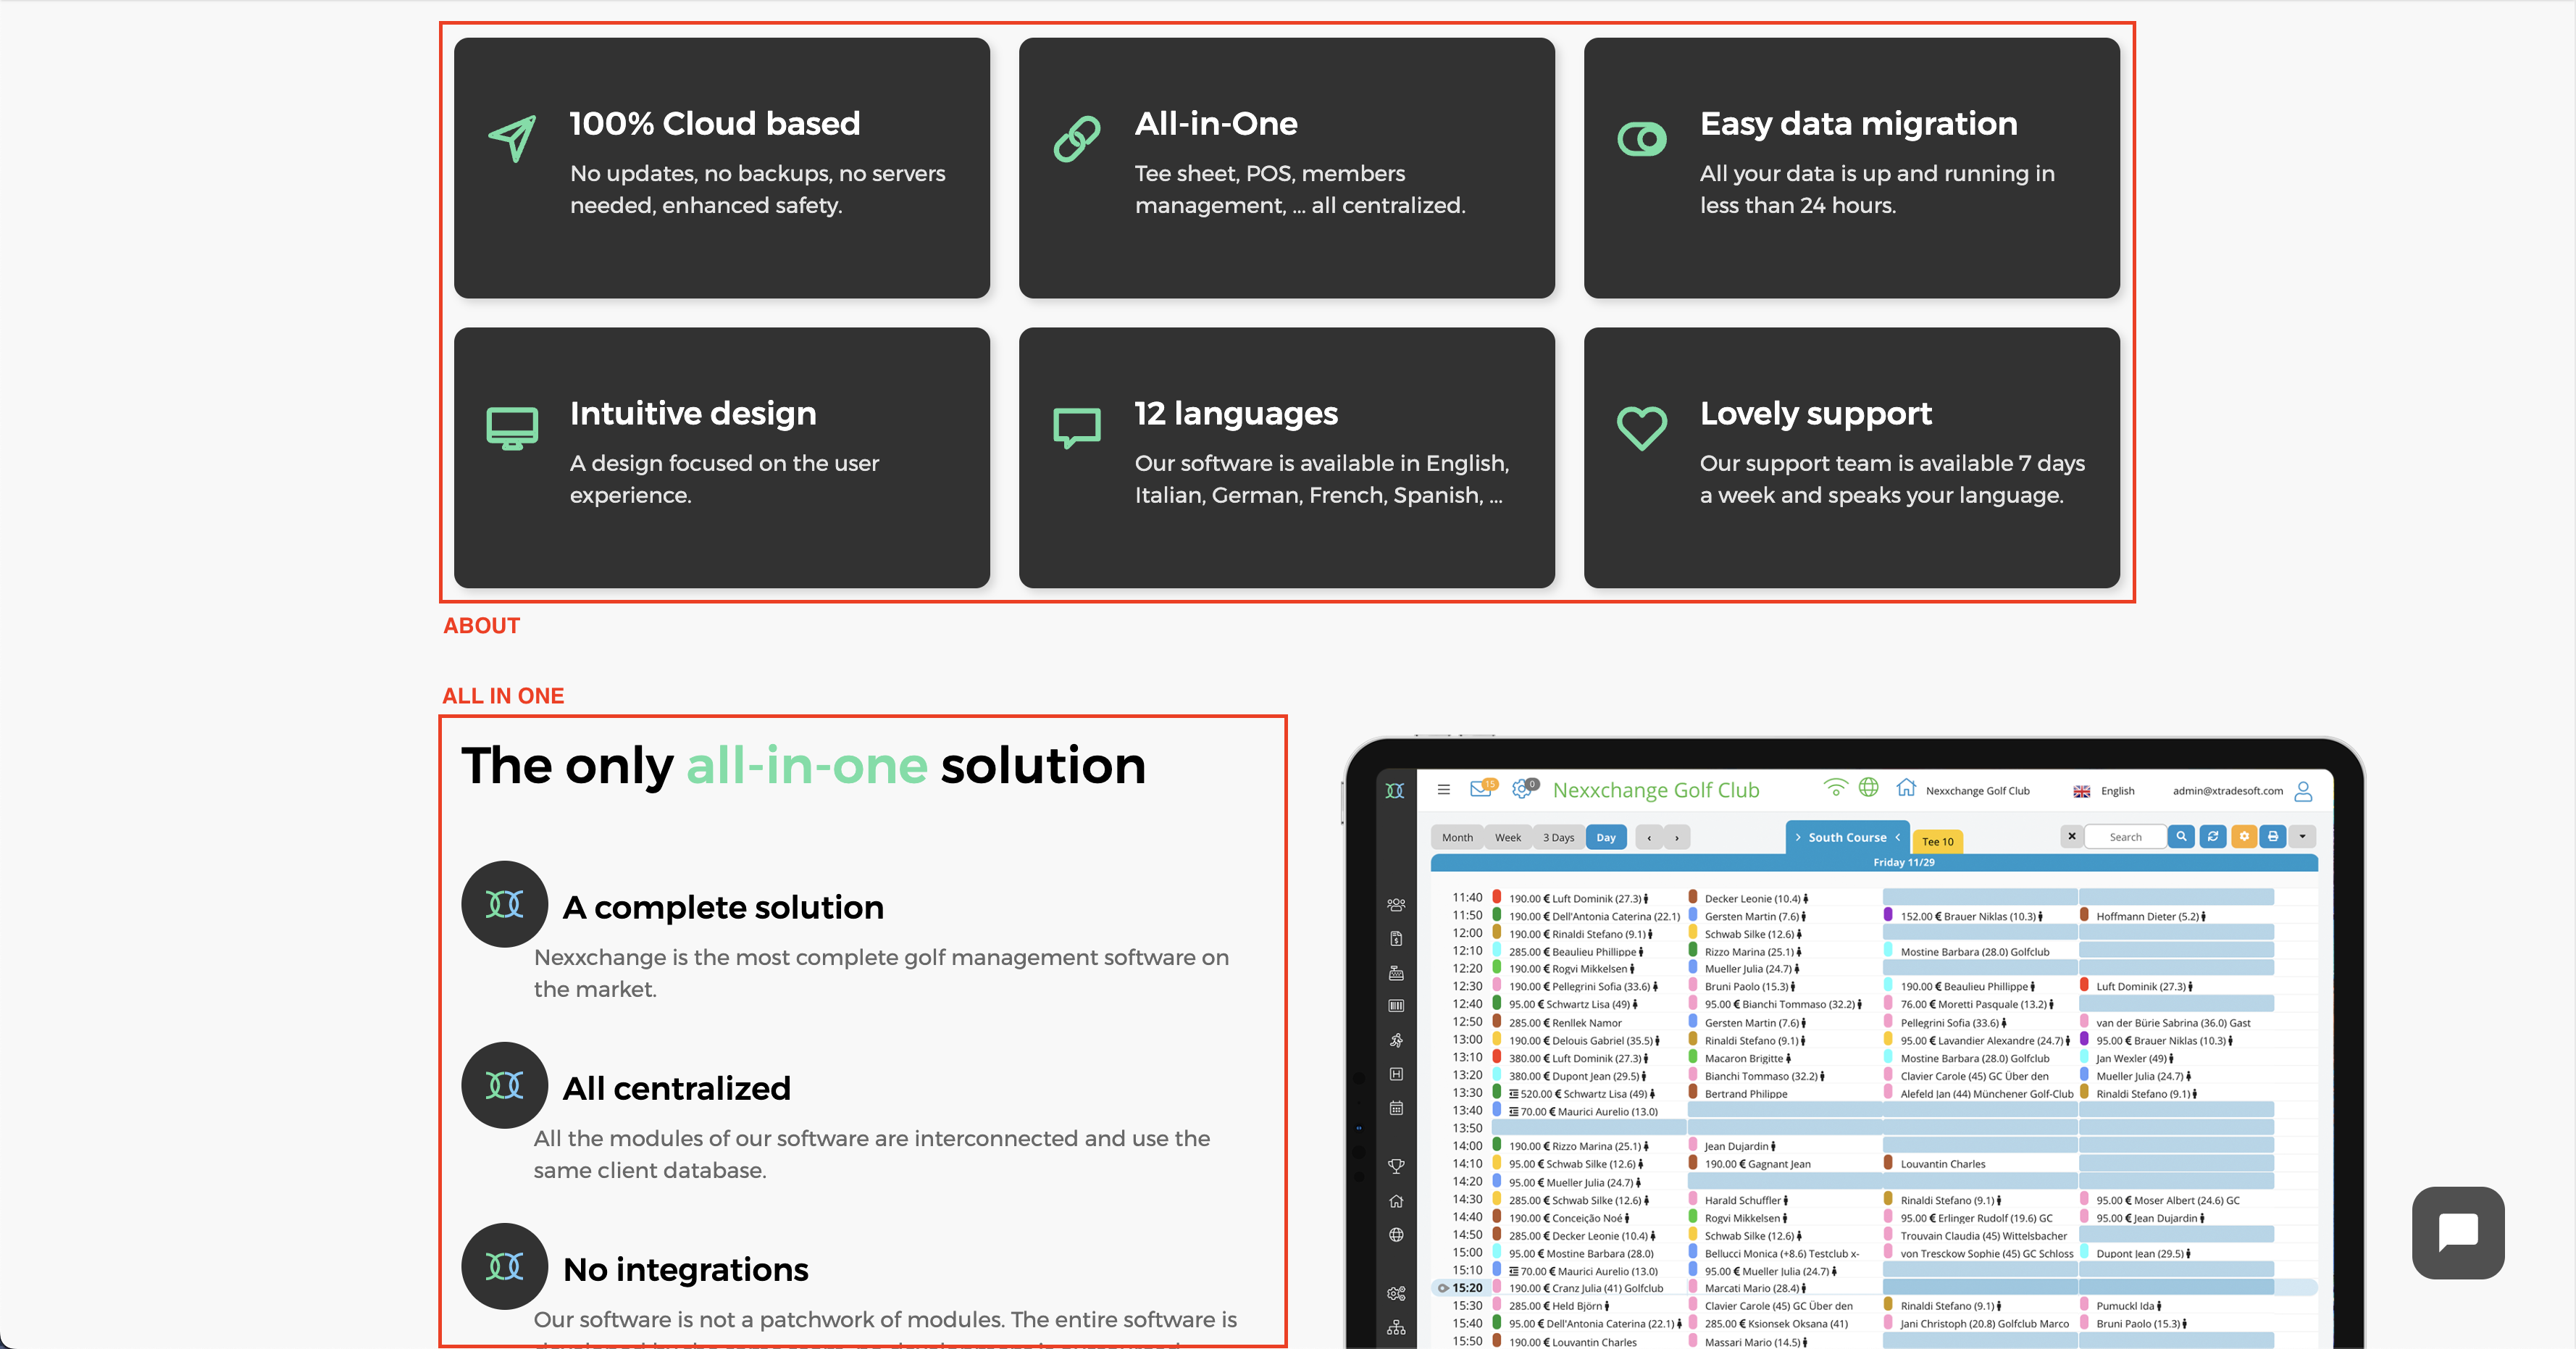 100% Cloud based
No updates, no backups, no servers
needed, enhanced safety.
All-in-One
Tee sheet, POS, members
management, ... all centralized.
Easy data migration
All your data is up and running in
less than 24 hours.
Intuitive design
A design focused on the user
experience.
12 languages
Our software is available in English,
Italian, German, French, Spanish, ...
Lovely support
Our support team is available 7 days
a week and speaks your language.
ABOUT
ALL IN ONE
The only all-in-one solution
A complete solution
Nexxchange is the most complete golf management software on
the market.
All centralized
All the modules of our software are interconnected and use the
same client database.
No integrations
Our software is not a patchwork of modules. The entire software is
15 0 Nexxchange Golf Club Nexxchange Golf Club English admin@xtradesoft.com
Month Week 3 Days Day ‹ › › South Course ‹ Tee 10 × Search
Friday 11/29
11:40 190.00 € Luft Dominik (27.3) Decker Leonie (10.4)
11:50 190.00 € Dell'Antonia Caterina (22.1) Gersten Martin (7.6) 152.00 € Brauer Niklas (10.3) Hoffmann Dieter (5.2)
12:00 190.00 € Rinaldi Stefano (9.1) Schwab Silke (12.6)
12:10 285.00 € Beaulieu Phillippe Rizzo Marina (25.1) Mostine Barbara (28.0) Golfclub
12:20 190.00 € Rogvi Mikkelsen Mueller Julia (24.7)
12:30 190.00 € Pellegrini Sofia (33.6) Bruni Paolo (15.3) 190.00 € Beaulieu Phillippe Luft Dominik (27.3)
12:40 95.00 € Schwartz Lisa (49) 95.00 € Bianchi Tommaso (32.2) 76.00 € Moretti Pasquale (13.2)
12:50 285.00 € Renllek Namor Gersten Martin (7.6) Pellegrini Sofia (33.6) van der Bürie Sabrina (36.0) Gast
13:00 190.00 € Delouis Gabriel (35.5) Rinaldi Stefano (9.1) 95.00 € Lavandier Alexandre (24.7) 95.00 € Brauer Niklas (10.3)
13:10 380.00 € Luft Dominik (27.3) Macaron Brigitte Mostine Barbara (28.0) Golfclub Jan Wexler (49)
13:20 380.00 € Dupont Jean (29.5) Bianchi Tommaso (32.2) Clavier Carole (45) GC Über den Mueller Julia (24.7)
13:30 520.00 € Schwartz Lisa (49) Bertrand Philippe Alefeld Jan (44) Münchener Golf-Club Rinaldi Stefano (9.1)
13:40 70.00 € Maurici Aurelio (13.0)
13:50
14:00 190.00 € Rizzo Marina (25.1) Jean Dujardin
14:10 95.00 € Schwab Silke (12.6) 190.00 € Gagnant Jean Louvantin Charles
14:20 95.00 € Mueller Julia (24.7)
14:30 285.00 € Schwab Silke (12.6) Harald Schuffler Rinaldi Stefano (9.1) 95.00 € Moser Albert (24.6) GC
14:40 190.00 € Conceição Noé Rogvi Mikkelsen 95.00 € Erlinger Rudolf (19.6) GC 95.00 € Jean Dujardin
14:50 285.00 € Decker Leonie (10.4) Schwab Silke (12.6) Trouvain Claudia (45) Wittelsbacher
15:00 95.00 € Mostine Barbara (28.0) Bellucci Monica (+8.6) Testclub x- von Tresckow Sophie (45) GC Schloss Dupont Jean (29.5)
15:10 70.00 € Maurici Aurelio (13.0) 95.00 € Mueller Julia (24.7)
15:20 190.00 € Cranz Julia (41) Golfclub Marcati Mario (28.4)
15:30 285.00 € Held Björn Clavier Carole (45) GC Über den Rinaldi Stefano (9.1) Pumuckl Ida
15:40 95.00 € Dell'Antonia Caterina (22.1) 285.00 € Ksionsek Oksana (41) Jani Christoph (20.8) Golfclub Marco Bruni Paolo (15.3)
15:50 190.00 € Louvantin Charles Massari Mario (14.5)